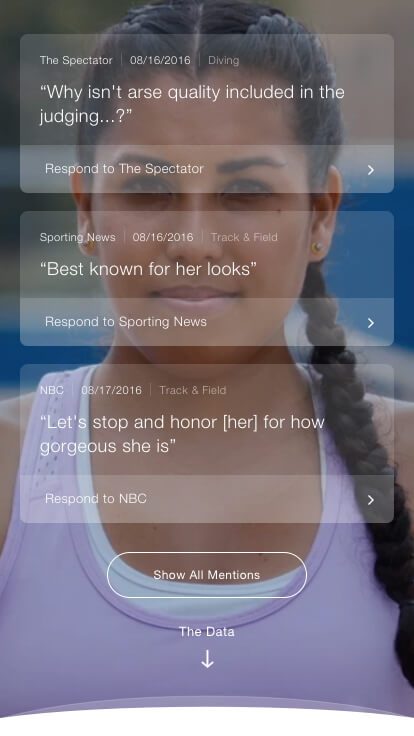 The Spectator | 08/16/2016 | Diving
“Why isn't arse quality included in the
judging...?”
Respond to The Spectator
Sporting News | 08/16/2016 | Track & Field
“Best known for her looks”
Respond to Sporting News
NBC | 08/17/2016 | Track & Field
“Let's stop and honor [her] for how
gorgeous she is”
Respond to NBC
Show All Mentions
The Data